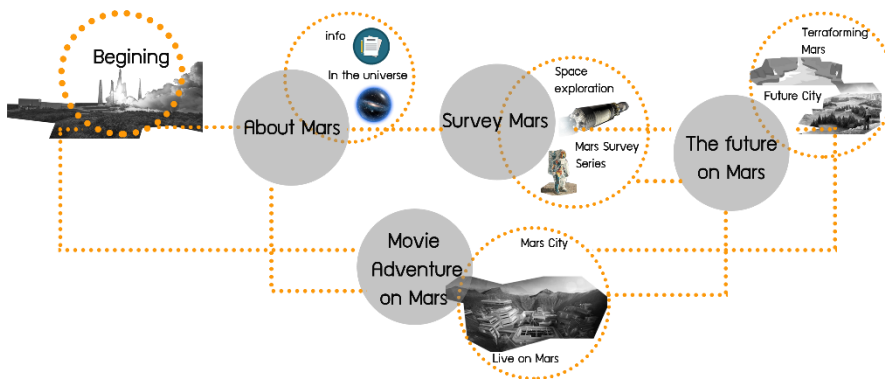 Begining
info
In the universe
About Mars
Survey Mars
Space
exploration
Mars Survey
Series
Terraforming
Mars
Future City
The future
on Mars
Movie
Adventure
on Mars
Mars City
Live on Mars